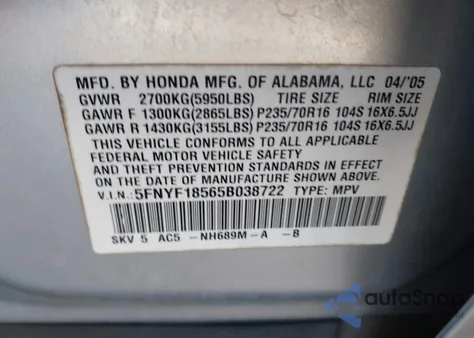 MFD. BY HONDA MFG. OF ALABAMA, LLC 04/'05
GVWR 2700KG(5950LBS) TIRE SIZE RIM SIZE
GAWR F 1300KG(2865LBS) P235/70R16 104S 16X6.5JJ
GAWR R 1430KG(3155LBS) P235/70R16 104S 16X6.5JJ
THIS VEHICLE CONFORMS TO ALL APPLICABLE
FEDERAL MOTOR VEHICLE SAFETY
AND THEFT PREVENTION STANDARDS IN EFFECT
ON THE DATE OF MANUFACTURE SHOWN ABOVE.
V.I.N.: 5FNYF18565B038722 TYPE: MPV
SKV 5 AC5 -NH689M-A -B
autoSnap